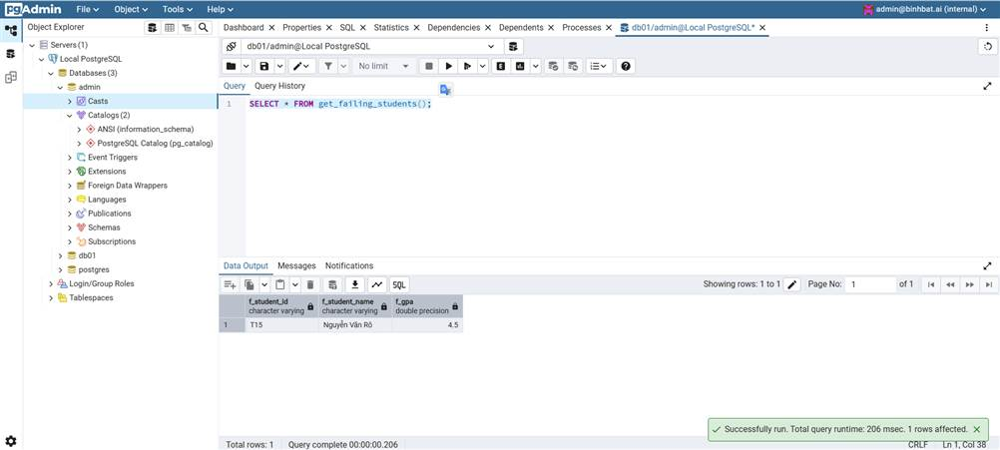 pgAdmin File Object Tools Help admin@binhbat.ai (internal)
Object Explorer
Dashboard Properties SQL Statistics Dependencies Dependents Processes db01/admin@Local PostgreSQL*
Servers (1)
Local PostgreSQL
Databases (3)
admin
Casts
Catalogs (2)
ANSI (information_schema)
PostgreSQL Catalog (pg_catalog)
Event Triggers
Extensions
Foreign Data Wrappers
Languages
Publications
Schemas
Subscriptions
db01
postgres
Login/Group Roles
Tablespaces
db01/admin@Local PostgreSQL
No limit
Query Query History
1 SELECT * FROM get_failing_students();
Data Output Messages Notifications
SQL Showing rows: 1 to 1 Page No: 1 of 1
f_student_id f_student_name f_gpa
character varying character varying double precision
1 T15 Nguyễn Văn Rõ 4.5
Successfully run. Total query runtime: 206 msec. 1 rows affected.
Total rows: 1 Query complete 00:00:00.206 CRLF Ln 1, Col 38